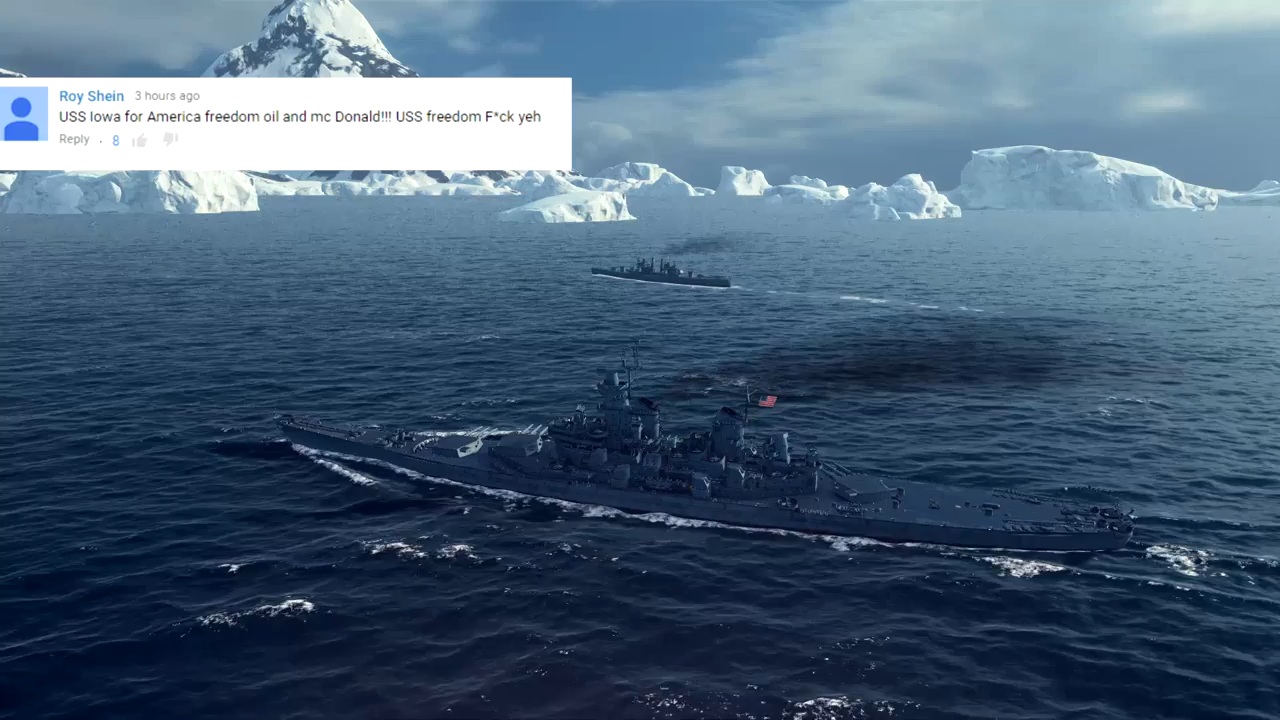 Roy Shein 3 hours ago
USS Iowa for America freedom oil and mc Donald!!! USS freedom F*ck yeh
Reply . 8